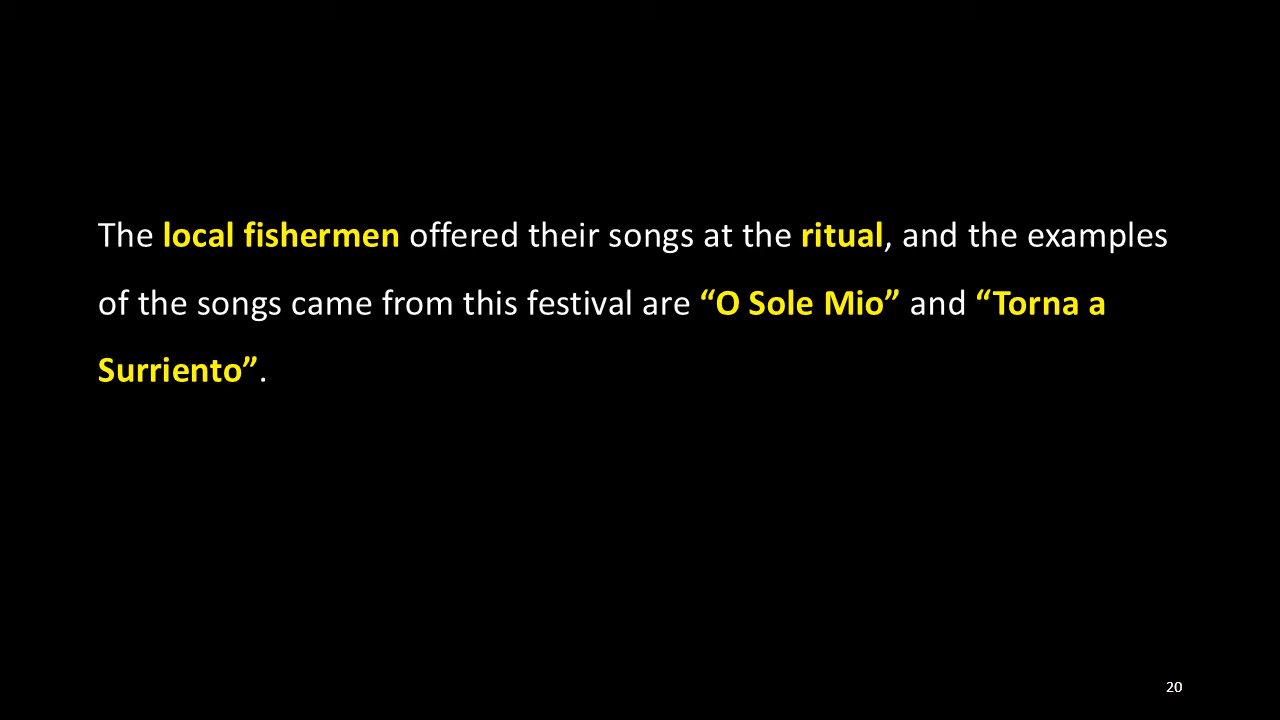 The local fishermen offered their songs at the ritual, and the examples
of the songs came from this festival are “O Sole Mio” and “Torna a
Surriento”.
20